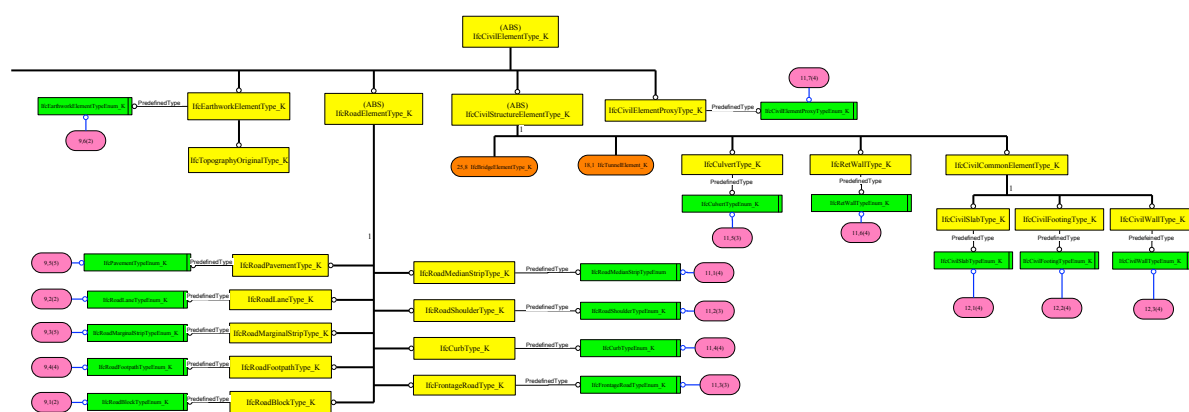 (ABS)
IfcCivilElementType_K
11,7(4)
IfcEarthworkElementTypeEnum_K
PredefinedType
IfcEarthworkElementType_K
(ABS)
IfcRoadElementType_K
(ABS)
IfcCivilStructureElementType_K
IfcCivilElementProxyType_K
PredefinedType
IfcCivilElementProxyTypeEnum_K
9,6(2)
1
IfcTopographyOriginalType_K
25,8 IfcBridgeElementType_K
18,1 IfcTunnelElement_K
IfcCulvertType_K
IfcRetWallType_K
IfcCivilCommonElementType_K
PredefinedType
PredefinedType
1
IfcCulvertTypeEnum_K
IfcRetWallTypeEnum_K
IfcCivilSlabType_K
IfcCivilFootingType_K
IfcCivilWallType_K
11,5(3)
11,6(4)
PredefinedType
PredefinedType
PredefinedType
1
9,5(5)
IfcPavementTypeEnum_K
PredefinedType
IfcRoadPavementType_K
IfcRoadMedianStripType_K
PredefinedType
IfcRoadMedianStripTypeEnum
11,1(4)
IfcCivilSlabTypeEnum_K
IfcCivilFootingTypeEnum_K
IfcCivilWallTypeEnum_K
9,2(2)
IfcRoadLaneTypeEnum_K
PredefinedType
IfcRoadLaneType_K
IfcRoadShoulderType_K
PredefinedType
IfcRoadShoulderTypeEnum_K
11,2(3)
12,1(4)
12,2(4)
12,3(4)
9,3(5)
IfcRoadMarginalStripTypeEnum_K
PredefinedType
IfcRoadMarginalStripType_K
IfcCurbType_K
PredefinedType
IfcCurbTypeEnum_K
11,4(4)
9,4(4)
IfcRoadFootpathTypeEnum_K
PredefinedType
IfcRoadFootpathType_K
IfcFrontageRoadType_K
PredefinedType
IfcFrontageRoadTypeEnum_K
11,3(3)
9,1(2)
IfcRoadBlockTypeEnum_K
PredefinedType
IfcRoadBlockType_K